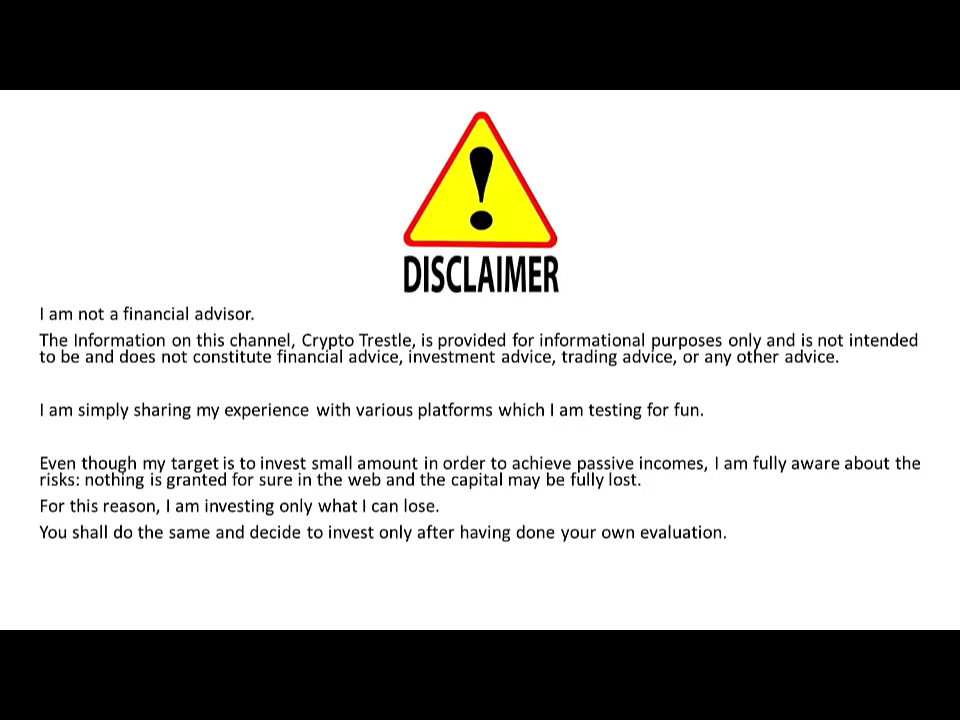 DISCLAIMER
I am not a financial advisor.
The Information on this channel, Crypto Trestle, is provided for informational purposes only and is not intended
to be and does not constitute financial advice, investment advice, trading advice, or any other advice.
I am simply sharing my experience with various platforms which I am testing for fun.
Even though my target is to invest small amount in order to achieve passive incomes, I am fully aware about the
risks: nothing is granted for sure in the web and the capital may be fully lost.
For this reason, I am investing only what I can lose.
You shall do the same and decide to invest only after having done your own evaluation.